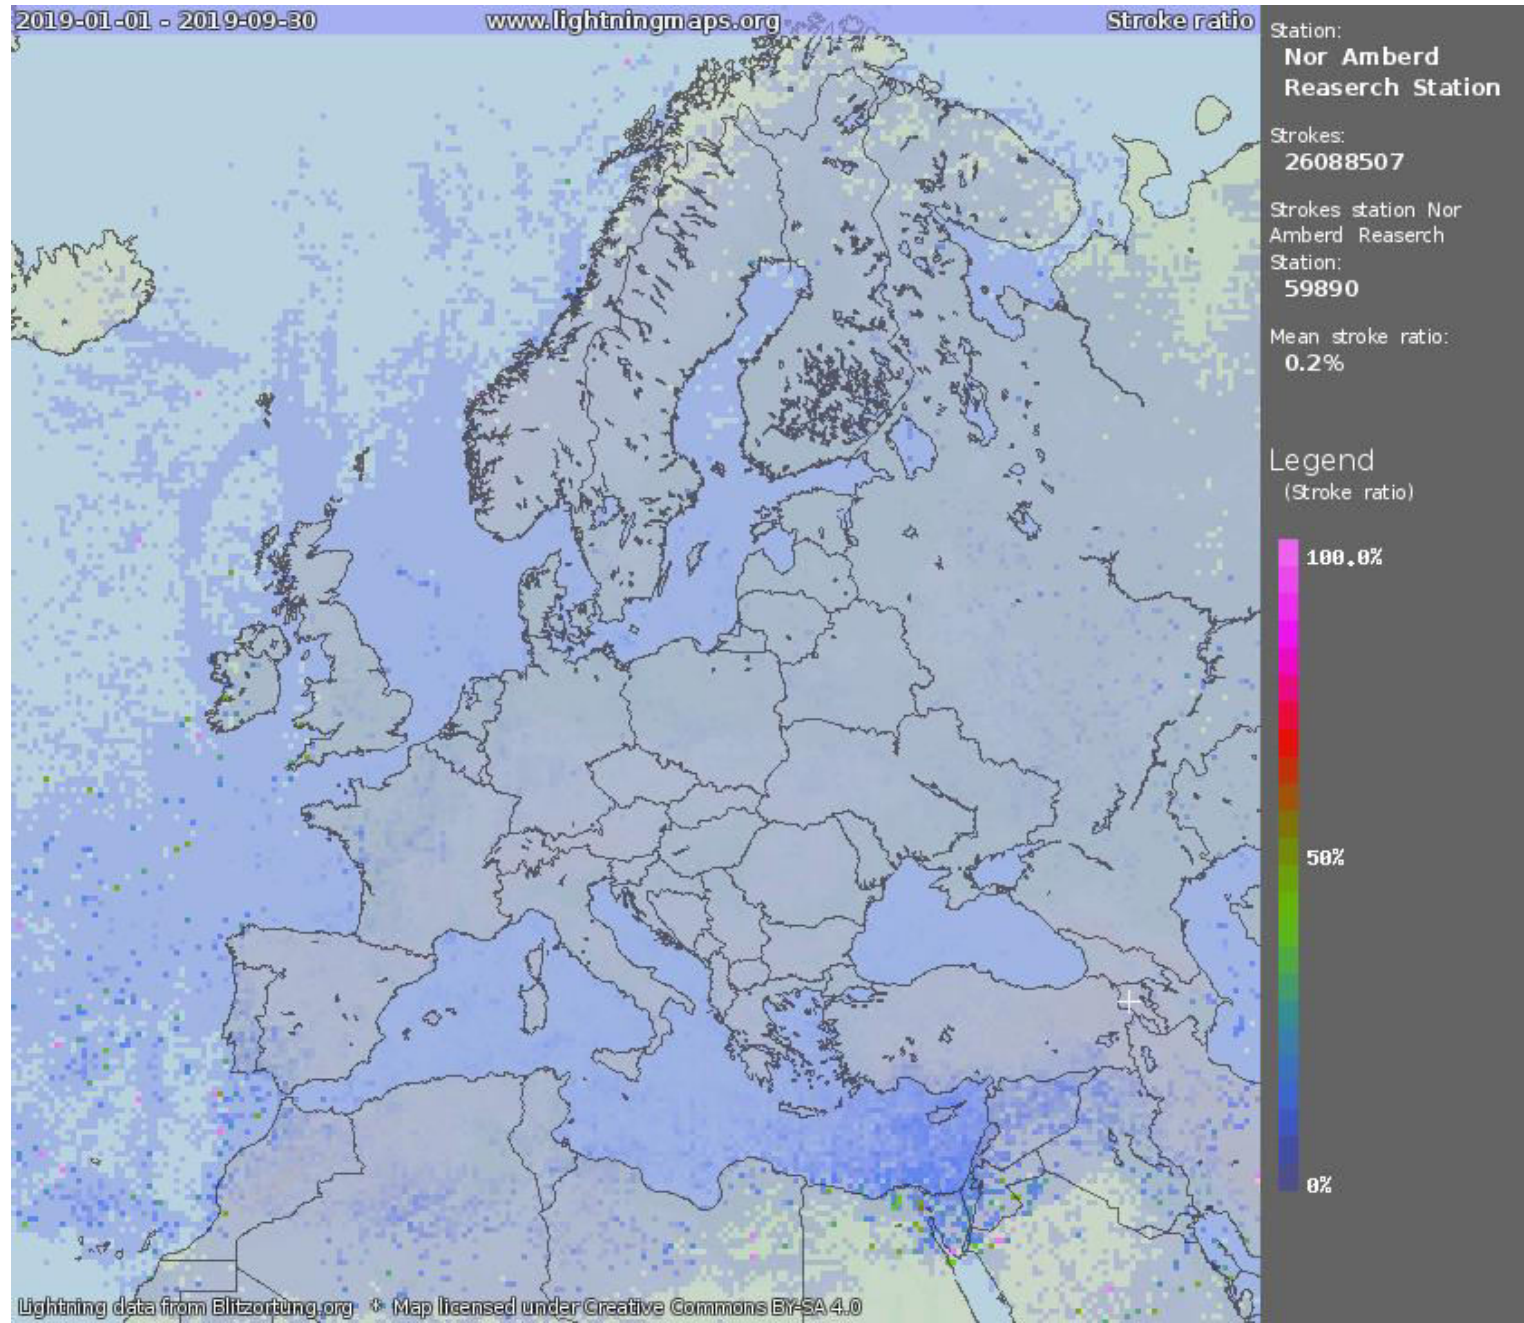 2019-01-01 - 2019-09-30
www.lightningmaps.org
Stroke ratio
Station:
Nor Amberd
Reaserch Station
Strokes:
26088507
Strokes station Nor
Amberd Reaserch
Station:
59890
Mean stroke ratio:
0.2%
Legend
(Stroke ratio)
100.0%
50%
0%
Lightning data from Blitzortung.org * Map licensed under Creative Commons BY-SA 4.0